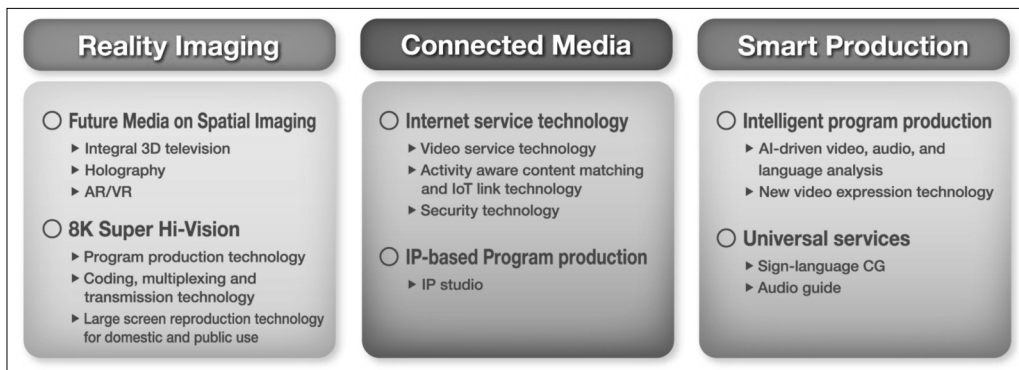 Reality Imaging
○ Future Media on Spatial Imaging
▶ Integral 3D television
▶ Holography
▶ AR/VR
○ 8K Super Hi-Vision
▶ Program production technology
▶ Coding, multiplexing and
transmission technology
▶ Large screen reproduction technology
for domestic and public use
Connected Media
○ Internet service technology
▶ Video service technology
▶ Activity aware content matching
and IoT link technology
▶ Security technology
○ IP-based Program production
▶ IP studio
Smart Production
○ Intelligent program production
▶ AI-driven video, audio, and
language analysis
▶ New video expression technology
○ Universal services
▶ Sign-language CG
▶ Audio guide